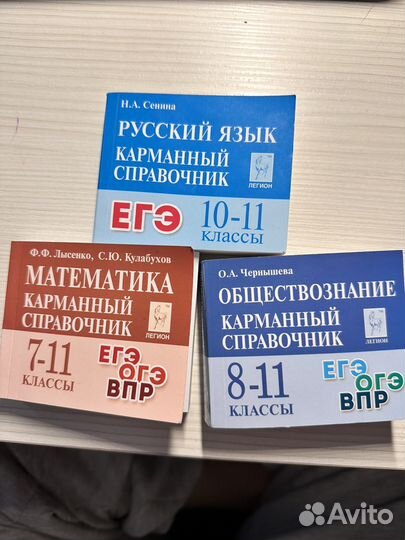 Н.А. Сенина
РУССКИЙ ЯЗЫК
КАРМАННЫЙ
СПРАВОЧНИК
ЛЕГИОН
ЕГЭ
10-11
КЛАССЫ
Ф.Ф. Лысенко, С.Ю. Кулабухов
МАТЕМАТИКА
КАРМАННЫЙ
СПРАВОЧНИК
ЛЕГИОН
7-11
КЛАССЫ
ЕГЭ
ОГЭ
ВПР
О.А. Чернышева
ОБЩЕСТВОЗНАНИЕ
КАРМАННЫЙ
СПРАВОЧНИК
ЛЕГИОН
8-11
КЛАССЫ
ЕГЭ
ОГЭ
ВПР
Avito